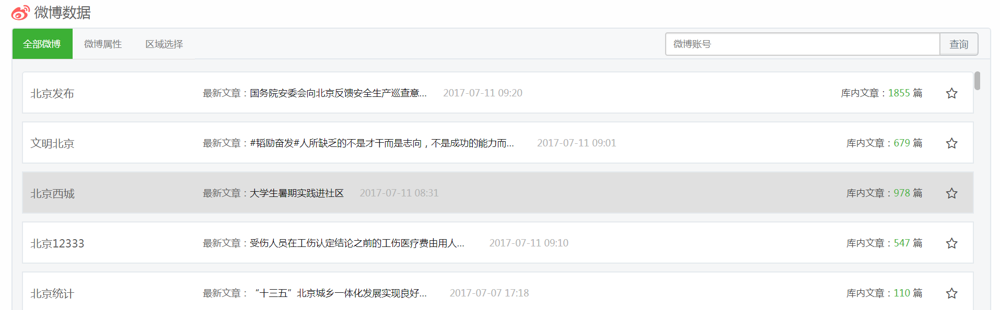 微博数据
全部微博 微博属性 区域选择 微博账号 查询
北京发布 最新文章：国务院安委会向北京反馈安全生产巡查意... 2017-07-11 09:20 库内文章：1855 篇
文明北京 最新文章：#韬励奋发#人所缺乏的不是才干而是志向，不是成功的能力而... 2017-07-11 09:01 库内文章：679 篇
北京西城 最新文章：大学生暑期实践进社区 2017-07-11 08:31 库内文章：978 篇
北京12333 最新文章：受伤人员在工伤认定结论之前的工伤医疗费由用人... 2017-07-11 09:10 库内文章：547 篇
北京统计 最新文章：“十三五”北京城乡一体化发展实现良好... 2017-07-07 17:18 库内文章：110 篇